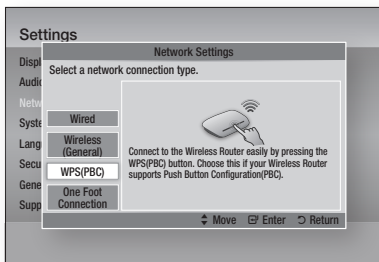 Settings
Network Settings
Displ
Select a network connection type.
Audio
Netw
Syste
Wired
Lang
Wireless
(General)
Connect to the Wireless Router easily by pressing the
WPS(PBC) button. Choose this if your Wireless Router
supports Push Button Configuration(PBC).
Secu
WPS(PBC)
Gene
One Foot
Connection
Supp
Move Enter Return